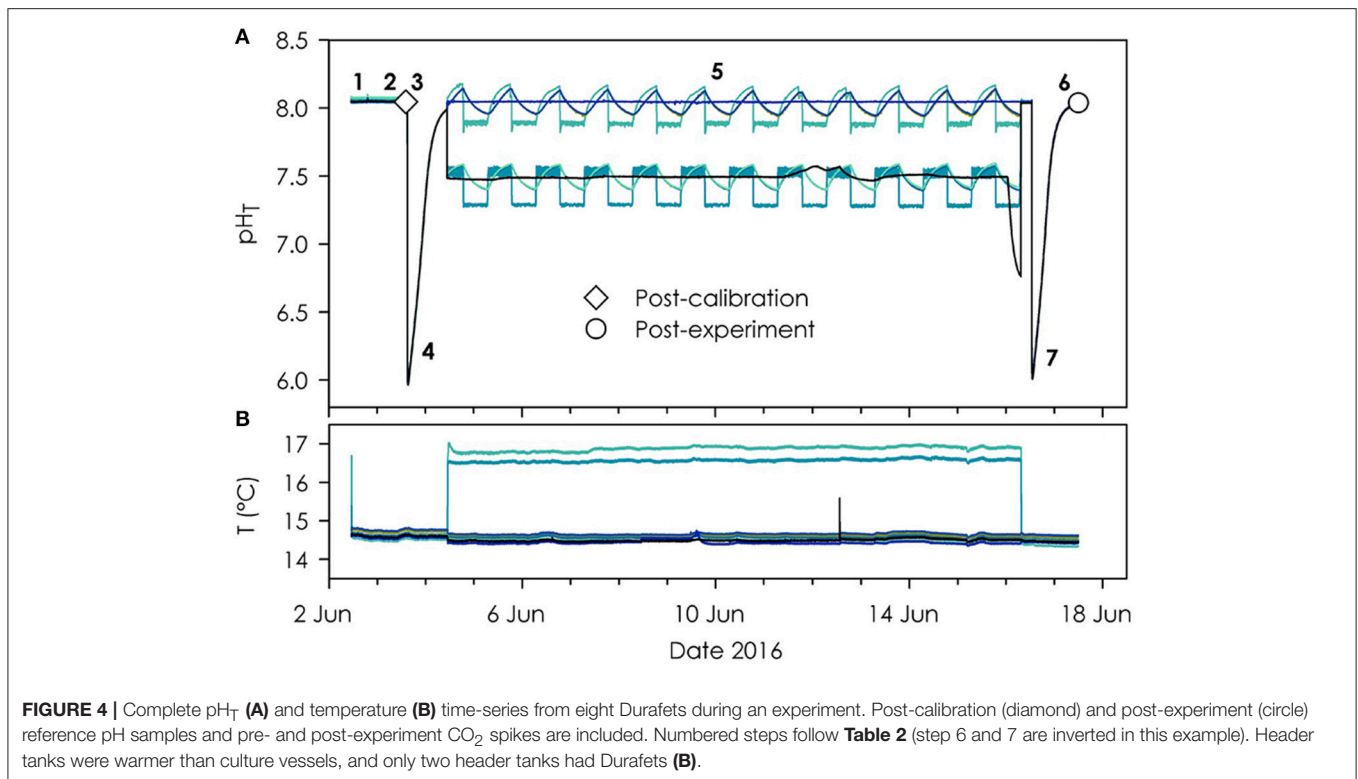 A
8.5
8.0
7.5
7.0
6.5
6.0
pHT
1 2 3
4
5
6
7
Post-calibration
Post-experiment
B
17
16
15
14
T (°C)
2 Jun 6 Jun 10 Jun 14 Jun 18 Jun
Date 2016
FIGURE 4 | Complete pHT (A) and temperature (B) time-series from eight Durafets during an experiment. Post-calibration (diamond) and post-experiment (circle)
reference pH samples and pre- and post-experiment CO2 spikes are included. Numbered steps follow Table 2 (step 6 and 7 are inverted in this example). Header
tanks were warmer than culture vessels, and only two header tanks had Durafets (B).